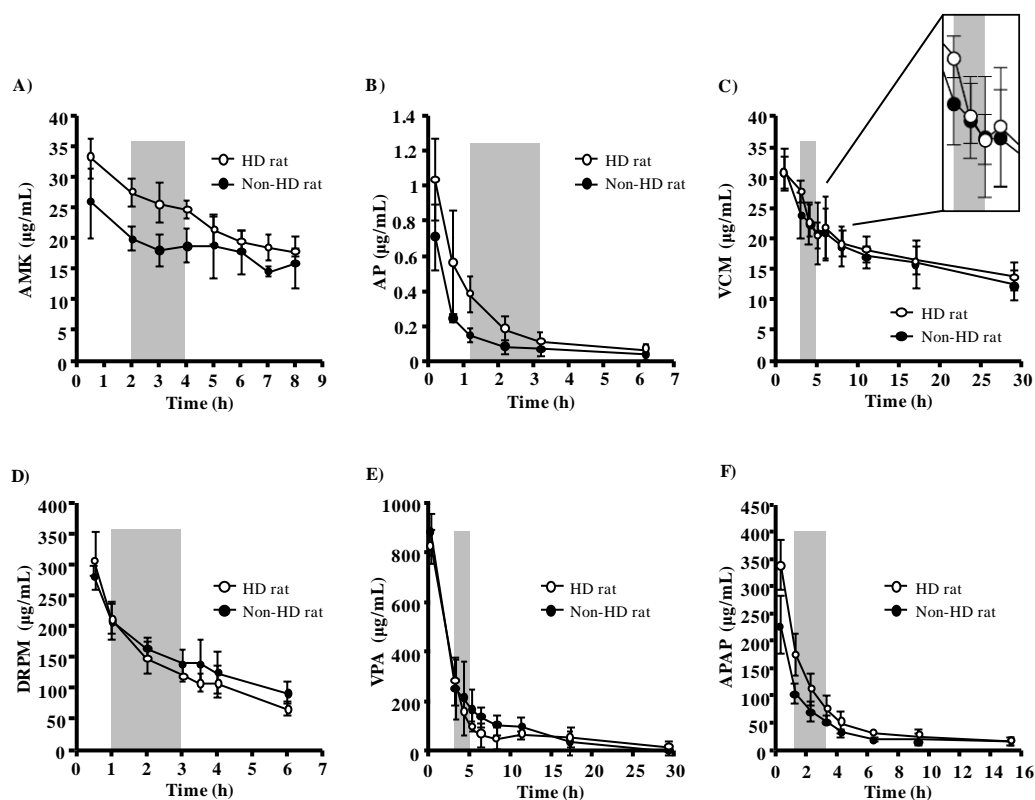 A)
AMK (µg/mL)
40
35
30
25
20
15
10
5
0
0 1 2 3 4 5 6 7 8 9
Time (h)
HD rat
Non-HD rat
B)
AP (µg/mL)
1.4
1.2
1
0.8
0.6
0.4
0.2
0
0 1 2 3 4 5 6 7
Time (h)
HD rat
Non-HD rat
C)
VCM (µg/mL)
40
35
30
25
20
15
10
5
0
0 5 10 15 20 25 30
Time (h)
HD rat
Non-HD rat
D)
DRPM (µg/mL)
400
350
300
250
200
150
100
50
0
0 1 2 3 4 5 6 7
Time (h)
HD rat
Non-HD rat
E)
VPA (µg/mL)
1000
800
600
400
200
0
0 5 10 15 20 25 30
Time (h)
HD rat
Non-HD rat
F)
APAP (µg/mL)
450
400
350
300
250
200
150
100
50
0
0 2 4 6 8 10 12 14 16
Time (h)
HD rat
Non-HD rat